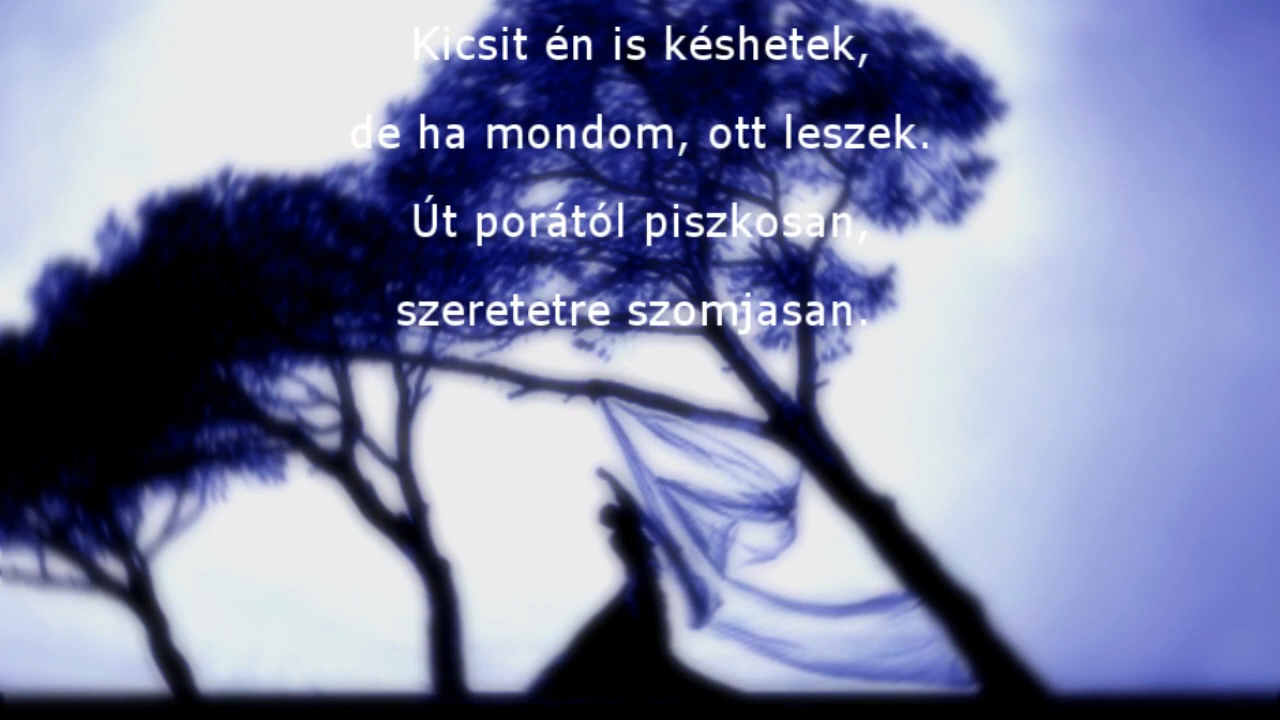 Kicsit én is késhetek,
de ha mondom, ott leszek.
Út porától piszkosan,
szeretetre szomjasan.